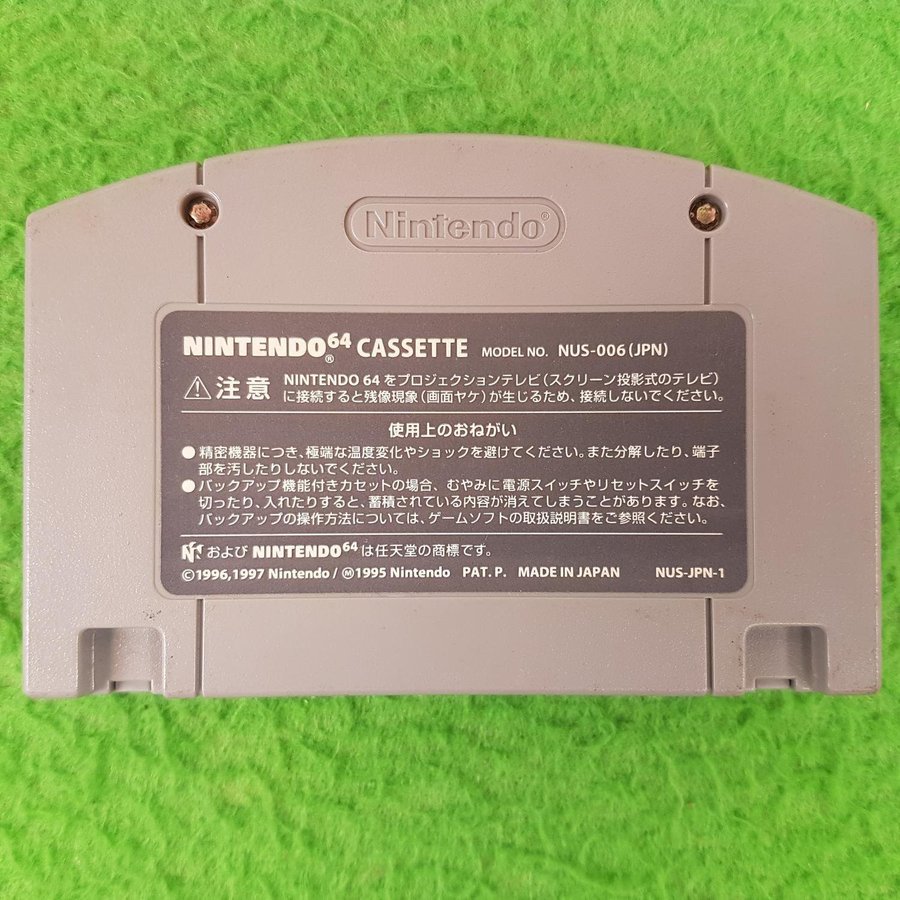 Nintendo®
NINTENDO64® CASSETTE MODEL NO. NUS-006(JPN)
⚠注意 NINTENDO 64 をプロジェクションテレビ(スクリーン投影式のテレビ)
に接続すると残像現象(画面ヤケ)が生じるため、接続しないでください。
使用上のおねがい
●精密機器につき、極端な温度変化やショックを避けてください。また分解したり、端子
部を汚したりしないでください。
●バックアップ機能付きカセットの場合、むやみに電源スイッチやリセットスイッチを
切ったり、入れたりすると、蓄積されている内容が消えてしまうことがあります。なお、
バックアップの操作方法については、ゲームソフトの取扱説明書をご参照ください。
および NINTENDO64 は任天堂の商標です。
©1996,1997 Nintendo / Ⓜ1995 Nintendo PAT. P. MADE IN JAPAN NUS-JPN-1